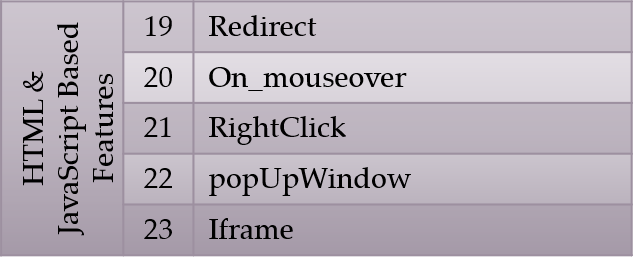 HTML &
JavaScript Based
Features
19 Redirect
20 On_mouseover
21 RightClick
22 popUpWindow
23 Iframe